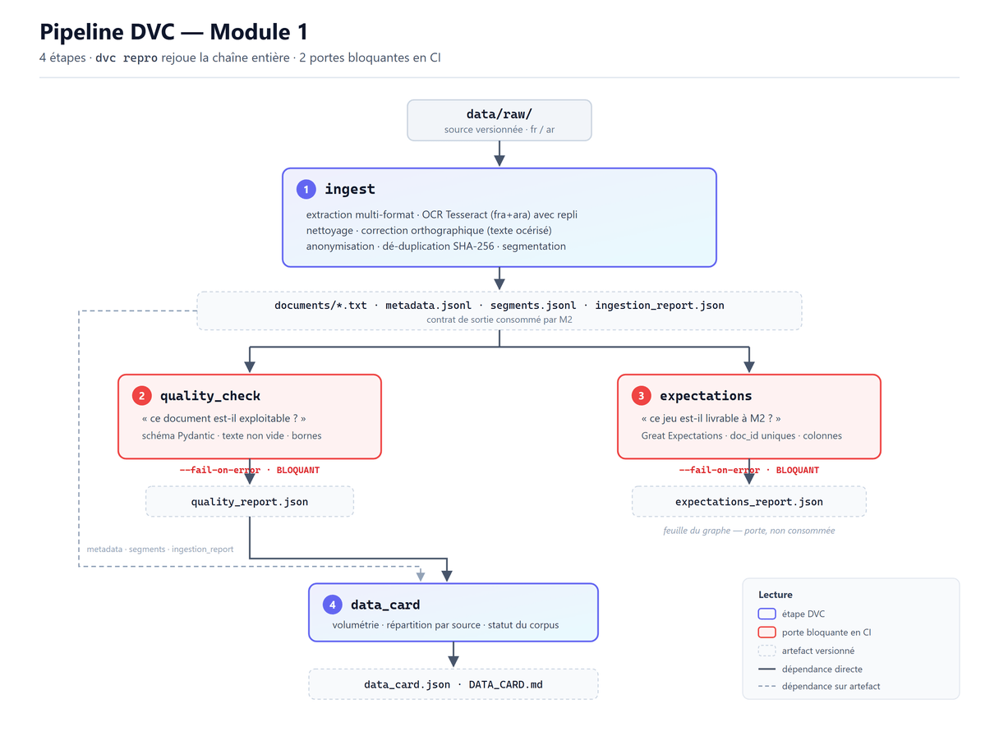 Pipeline DVC — Module 1
4 étapes · dvc repro rejoue la chaîne entière · 2 portes bloquantes en CI
data/raw/
source versionnée · fr / ar
1 ingest
extraction multi-format · OCR Tesseract (fra+ara) avec repli
nettoyage · correction orthographique (texte océrisé)
anonymisation · dé-duplication SHA-256 · segmentation
documents/*.txt · metadata.jsonl · segments.jsonl · ingestion_report.json
contrat de sortie consommé par M2
2 quality_check
« ce document est-il exploitable ? »
schéma Pydantic · texte non vide · bornes
--fail-on-error · BLOQUANT
quality_report.json
3 expectations
« ce jeu est-il livrable à M2 ? »
Great Expectations · doc_id uniques · colonnes
--fail-on-error · BLOQUANT
expectations_report.json
feuille du graphe — porte, non consommée
metadata · segments · ingestion_report
4 data_card
volumétrie · répartition par source · statut du corpus
data_card.json · DATA_CARD.md
Lecture
étape DVC
porte bloquante en CI
artefact versionné
dépendance directe
dépendance sur artefact